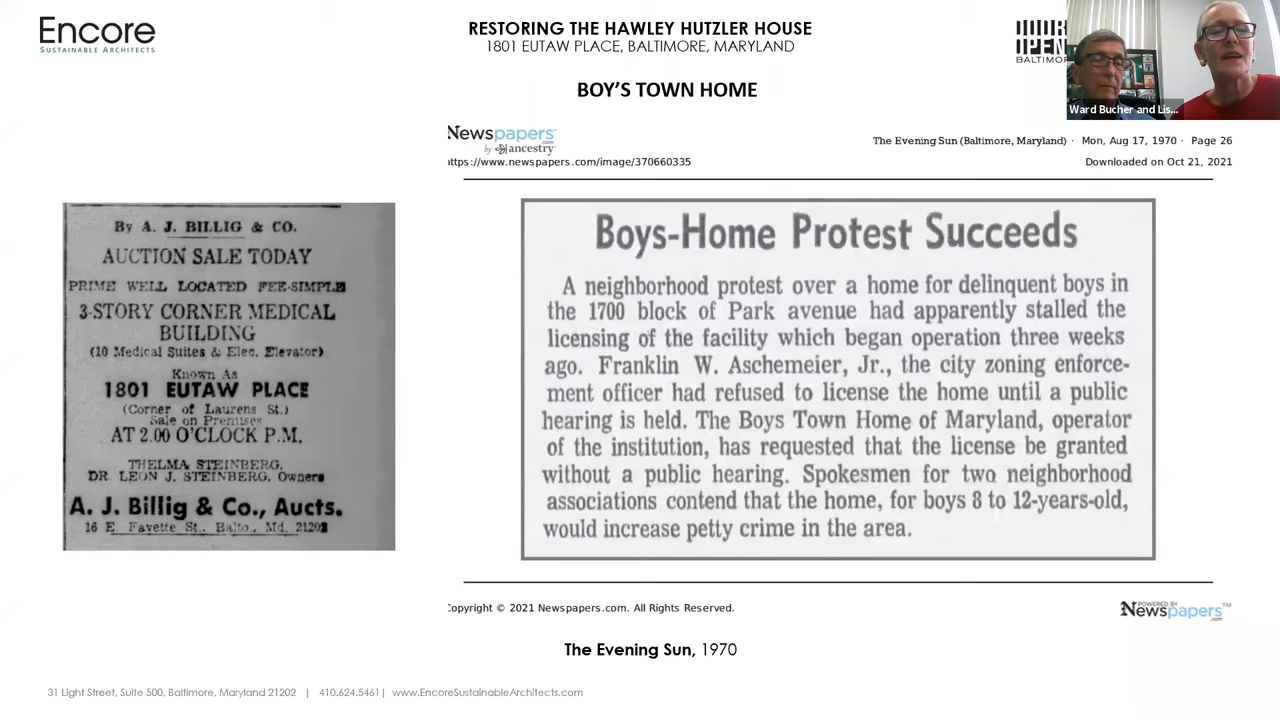 Encore
SUSTAINABLE ARCHITECTS
RESTORING THE HAWLEY HUTZLER HOUSE
1801 EUTAW PLACE, BALTIMORE, MARYLAND
BOY'S TOWN HOME
OPEN
BALTIMORE
Ward Bucher and Lis...
Newspapers
.com
by ancestry
ttps://www.newspapers.com/image/370660335
The Evening Sun (Baltimore, Maryland) · Mon, Aug 17, 1970 · Page 26
Downloaded on Oct 21, 2021
By A. J. BILLIG & CO.
AUCTION SALE TODAY
PRIME WELL LOCATED FEE-SIMPLE
3-STORY CORNER MEDICAL
BUILDING
(10 Medical Suites & Elec. Elevator)
Known As
1801 EUTAW PLACE
(Corner of Laurens St.)
Sale on Premises
AT 2.00 O'CLOCK P.M.
THELMA STEINBERG,
DR. LEON J. STEINBERG, Owners
A. J. Billig & Co., Aucts.
16 E. Fayette St., Balto., Md. 21202
Boys-Home Protest Succeeds
A neighborhood protest over a home for delinquent boys in
the 1700 block of Park avenue had apparently stalled the
licensing of the facility which began operation three weeks
ago. Franklin W. Aschemeier, Jr., the city zoning enforce-
ment officer had refused to license the home until a public
hearing is held. The Boys Town Home of Maryland, operator
of the institution, has requested that the license be granted
without a public hearing. Spokesmen for two neighborhood
associations contend that the home, for boys 8 to 12-years-old,
would increase petty crime in the area.
Copyright © 2021 Newspapers.com. All Rights Reserved.
POWERED BY
Newspapers™
.com
The Evening Sun, 1970
31 Light Street, Suite 500, Baltimore, Maryland 21202 | 410.624.5461| www.EncoreSustainableArchitects.com